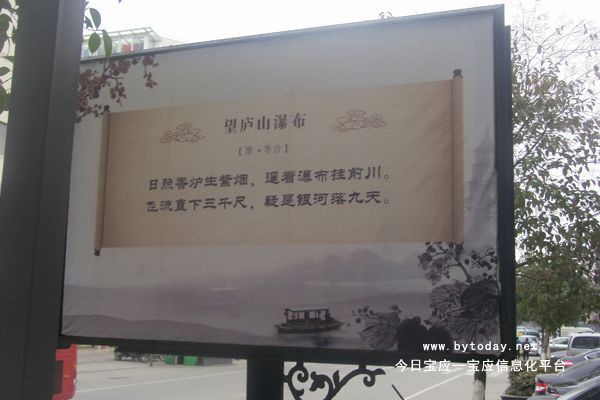 望庐山瀑布
【唐·李白】
日照香炉生紫烟，遥看瀑布挂前川。
飞流直下三千尺，疑是银河落九天。
www.bytoday.net
今日宝应—宝应信息化平台